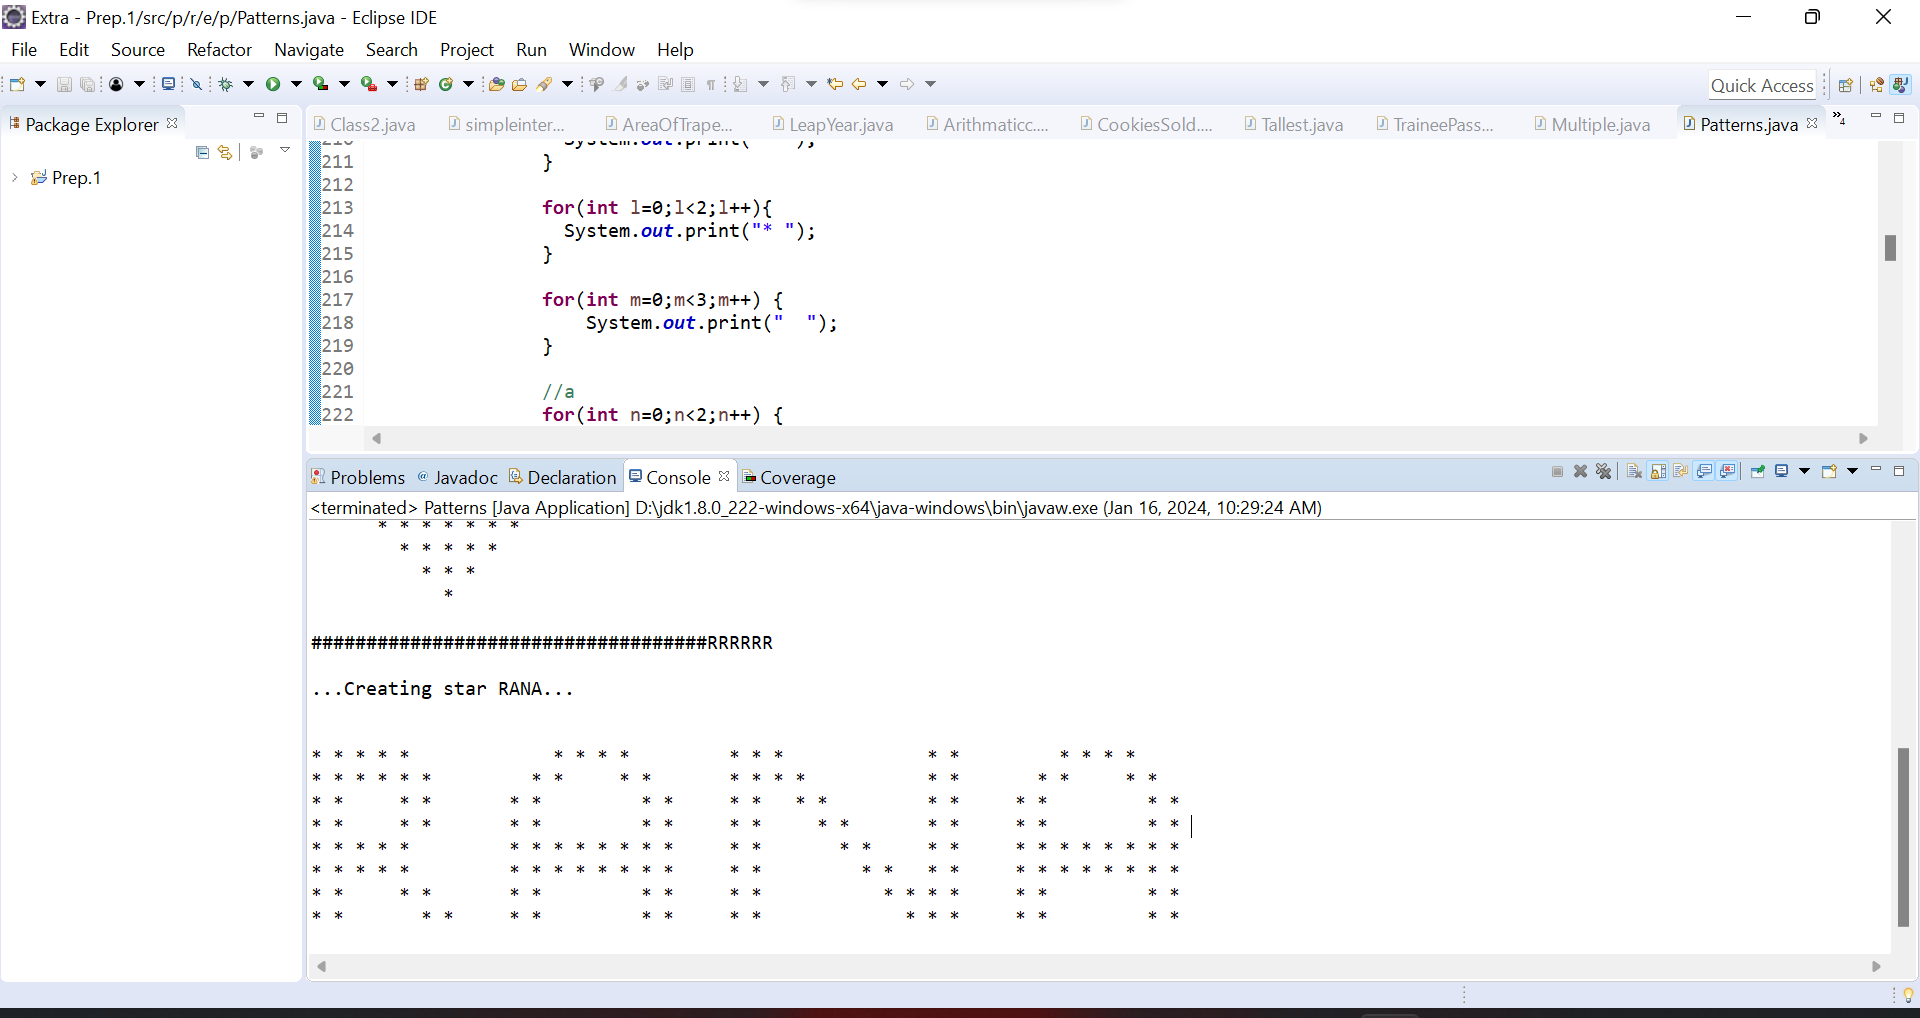 Extra - Prep.1/src/p/r/e/p/Patterns.java - Eclipse IDE
File Edit Source Refactor Navigate Search Project Run Window Help
Quick Access
Package Explorer
Class2.java simpleinter... AreaOfTrape... LeapYear.java Arithmaticc.... CookiesSold.... Tallest.java TraineePass... Multiple.java Patterns.java »4
Prep.1
211 }
212
213 for(int l=0;l<2;l++){
214 System.out.print("* ");
215 }
216
217 for(int m=0;m<3;m++) {
218 System.out.print("  ");
219 }
220
221 //a
222 for(int n=0;n<2;n++) {
Problems @ Javadoc Declaration Console Coverage
<terminated> Patterns [Java Application] D:\jdk1.8.0_222-windows-x64\java-windows\bin\javaw.exe (Jan 16, 2024, 10:29:24 AM)
      * * * * * * *
        * * * * *
          * * *
            *
####################################RRRRRR
...Creating star RANA...
* * * * *             * * * *         * * *             * *         * * * *
* * * * * *         * *     * *       * * * *           * *       * *     * *
* *     * *       * *         * *     * *   * *         * *     * *         * *
* *     * *       * *         * *     * *     * *       * *     * *         * *
* * * * *         * * * * * * * *     * *       * *     * *     * * * * * * * *
* * * * *         * * * * * * * *     * *         * *   * *     * * * * * * * *
* *     * *       * *         * *     * *           * * * *     * *         * *
* *       * *     * *         * *     * *             * * *     * *         * *